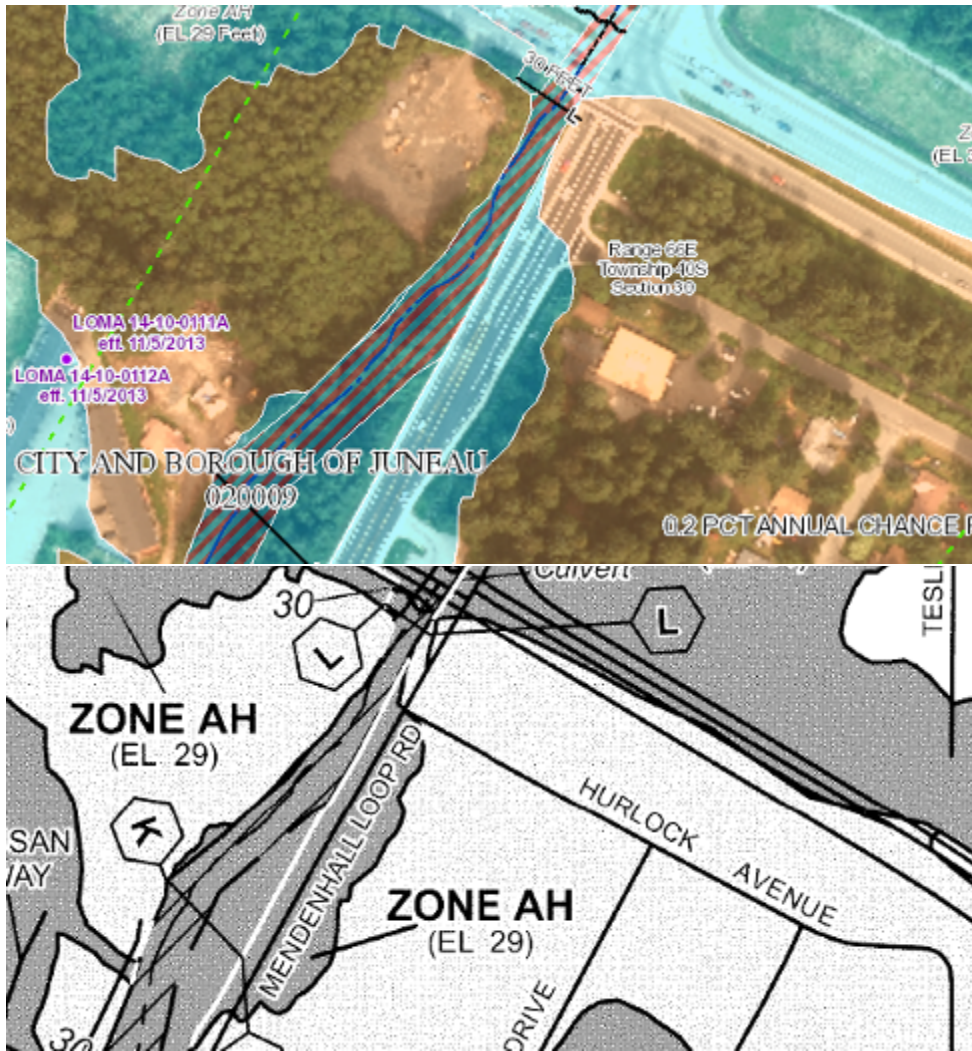 Zone AH
(EL 29 Feet)
30 FEET
L
(EL 3
Range 66E
Township 40S
Section 30
LOMA 14-10-0111A
eff. 11/5/2013
LOMA 14-10-0112A
eff. 11/5/2013
)
CITY AND BOROUGH OF JUNEAU
020009
0.2 PCT ANNUAL CHANCE F
Culvert
30
L
L
TESLI
ZONE AH
(EL 29)
MENDENHALL LOOP RD
HURLOCK
AVENUE
K
SAN
WAY
ZONE AH
(EL 29)
DRIVE
30